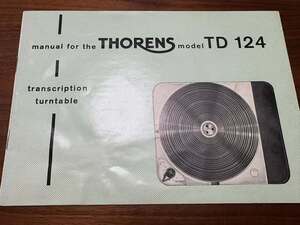 manual for the THORENS model TD 124
transcription
turntable